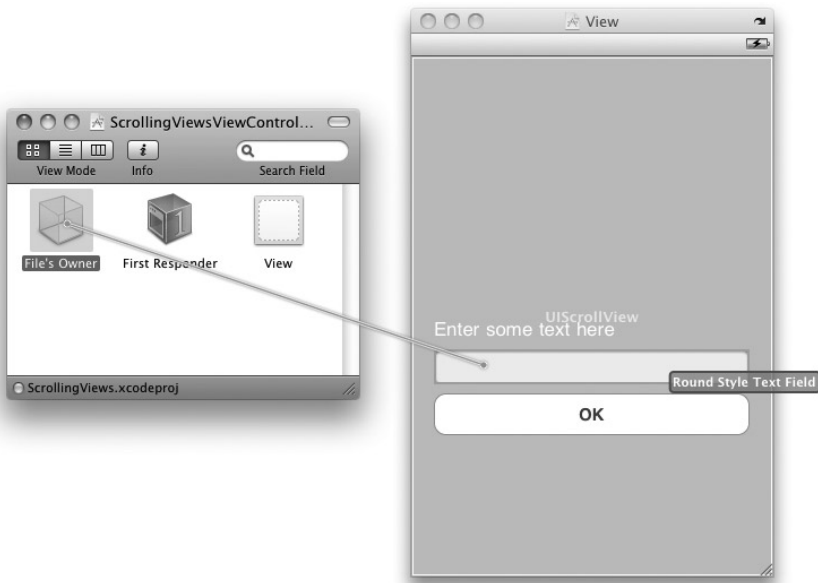 View
ScrollingViewsViewControl...
View Mode
Info
Search Field
File's Owner
First Responder
1
View
ScrollingViews.xcodeproj
UIScrollView
Enter some text here
Round Style Text Field
OK